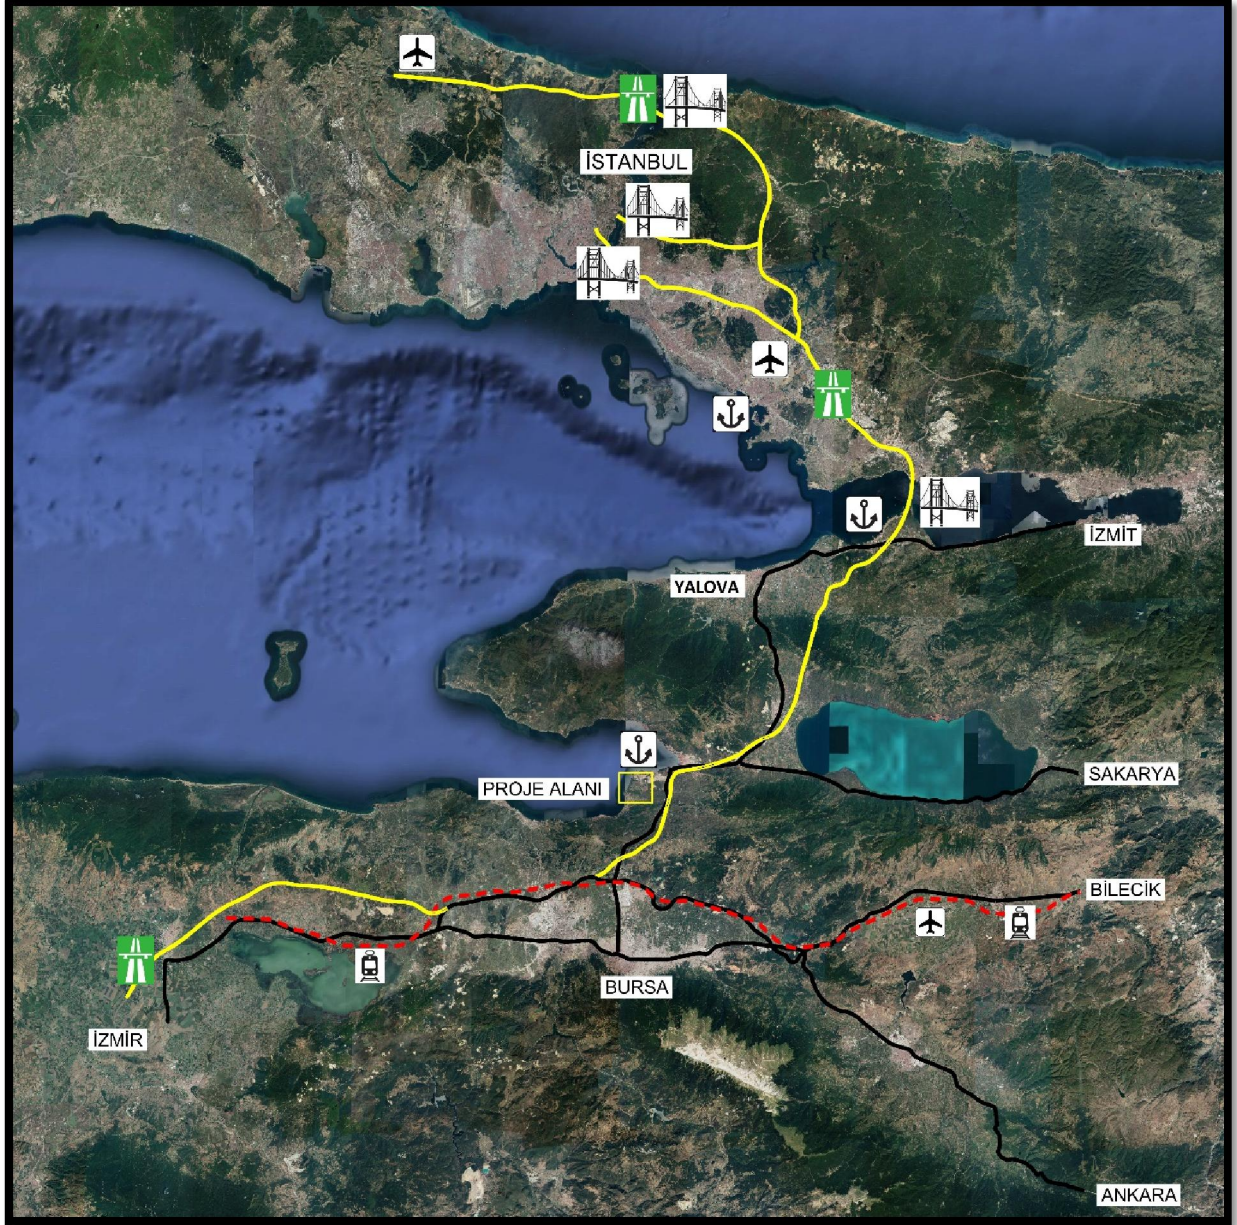 İSTANBUL
İZMİT
YALOVA
SAKARYA
PROJE ALANI
BİLECİK
BURSA
İZMİR
ANKARA